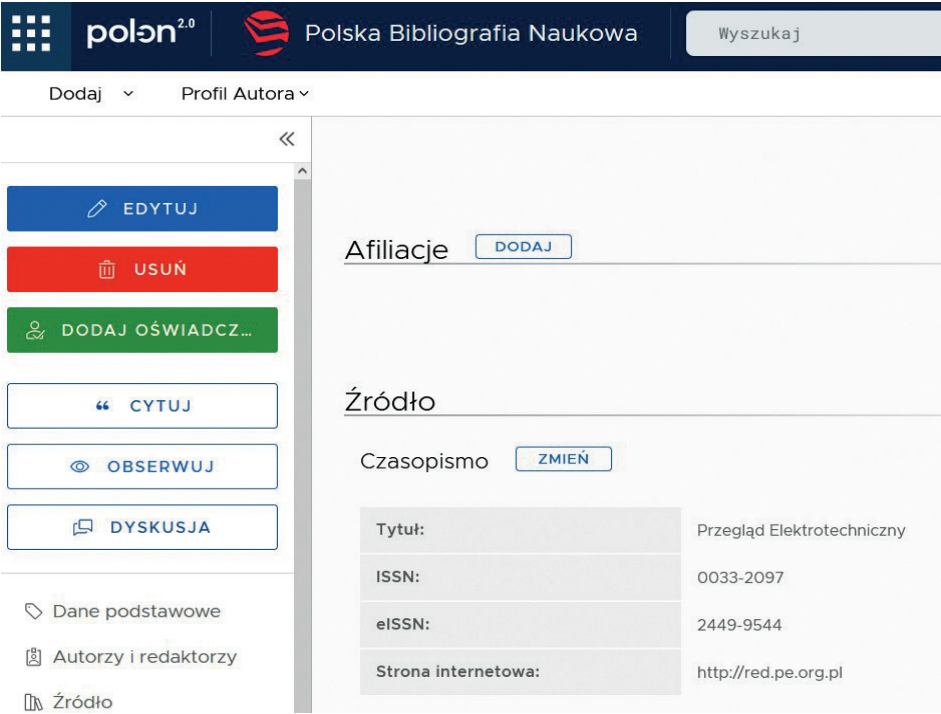 polon 2.0 Polska Bibliografia Naukowa Wyszukaj
Dodaj Profil Autora
EDYTUJ
USUŃ
DODAJ OŚWIADCZ...
CYTUJ
OBSERWUJ
DYSKUSJA
Dane podstawowe
Autorzy i redaktorzy
Źródło
Afiliacje DODAJ
Źródło
Czasopismo ZMIEŃ
Tytuł: Przegląd Elektrotechniczny
ISSN: 0033-2097
eISSN: 2449-9544
Strona internetowa: http://red.pe.org.pl